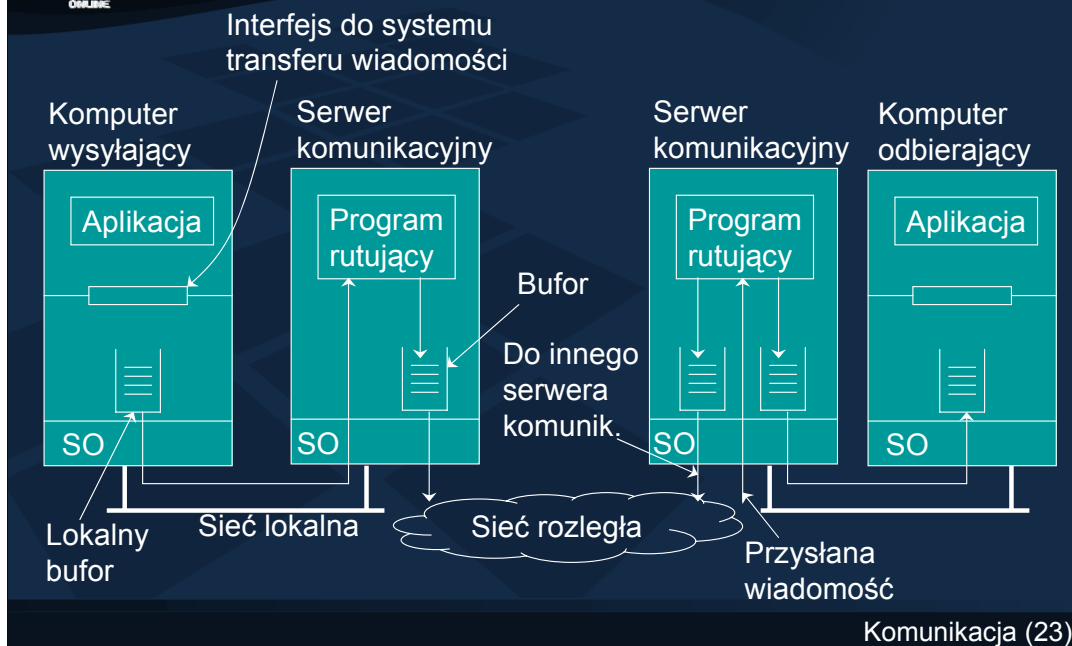 ONLINE
Interfejs do systemu
transferu wiadomości
Komputer
wysyłający
Serwer
komunikacyjny
Serwer
komunikacyjny
Komputer
odbierający
Aplikacja
Program
rutujący
Program
rutujący
Aplikacja
Bufor
Do innego
serwera
komunik.
SO
SO
SO
SO
Sieć lokalna
Sieć rozległa
Lokalny
bufor
Przysłana
wiadomość
Komunikacja (23)